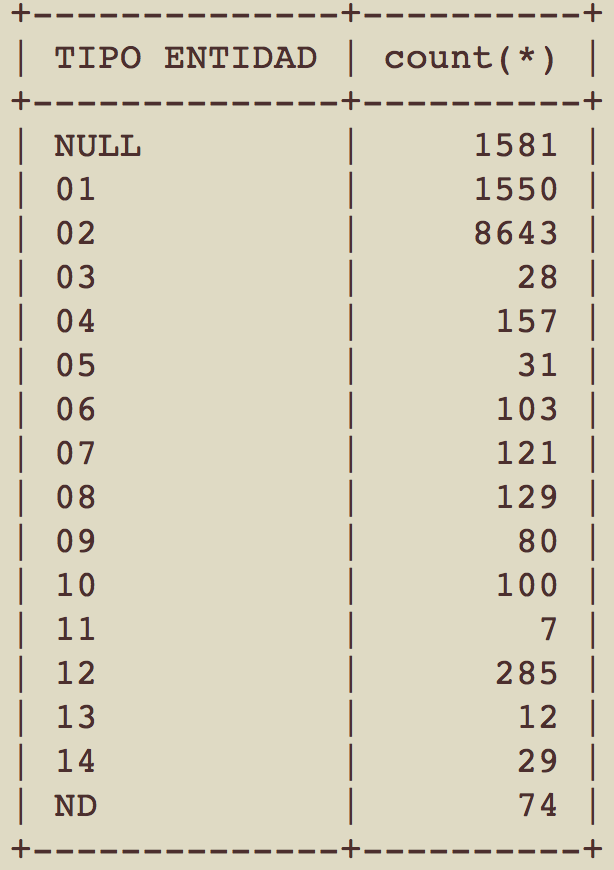 +--------------+----------+
| TIPO ENTIDAD | count(*) |
+--------------+----------+
| NULL         |     1581 |
| 01           |     1550 |
| 02           |     8643 |
| 03           |       28 |
| 04           |      157 |
| 05           |       31 |
| 06           |      103 |
| 07           |      121 |
| 08           |      129 |
| 09           |       80 |
| 10           |      100 |
| 11           |        7 |
| 12           |      285 |
| 13           |       12 |
| 14           |       29 |
| ND           |       74 |
+--------------+----------+